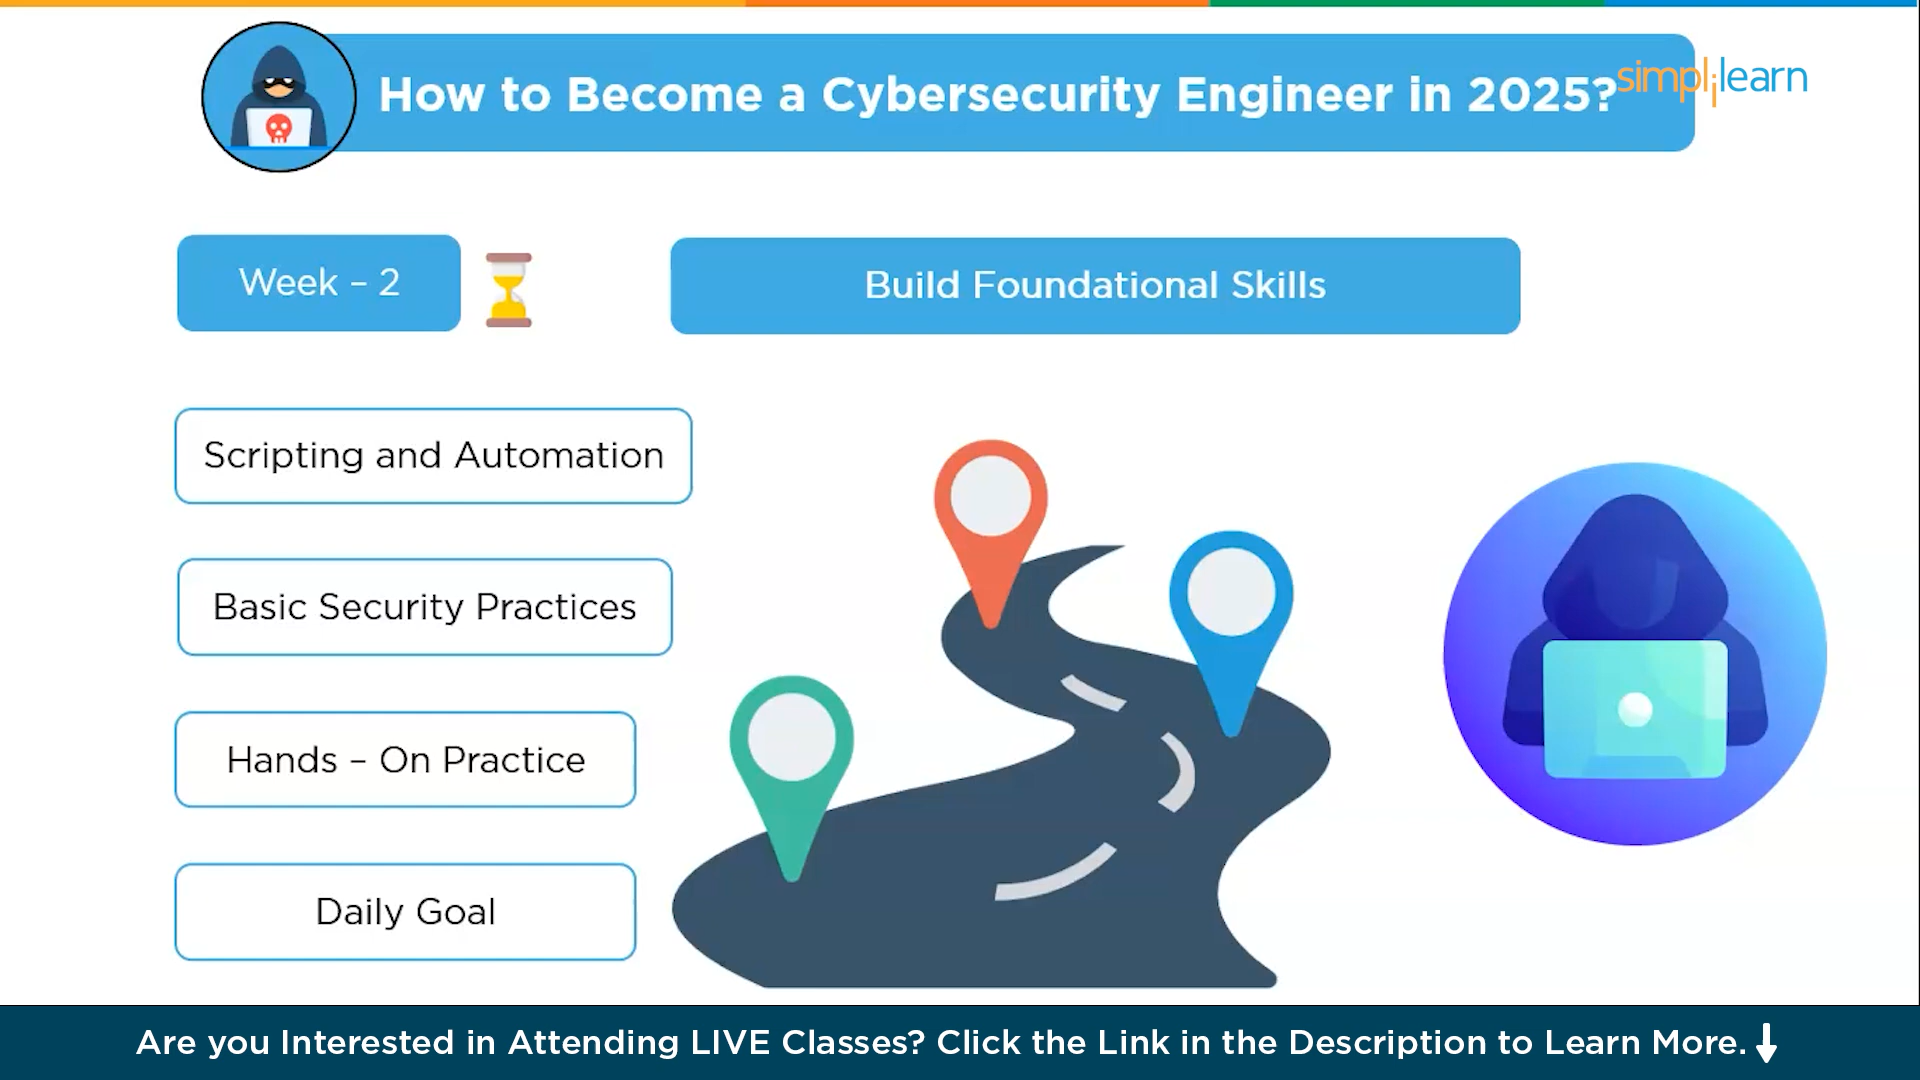 How to Become a Cybersecurity Engineer in 2025?
simplilearn
Week – 2
Build Foundational Skills
Scripting and Automation
Basic Security Practices
Hands – On Practice
Daily Goal
Are you Interested in Attending LIVE Classes? Click the Link in the Description to Learn More.